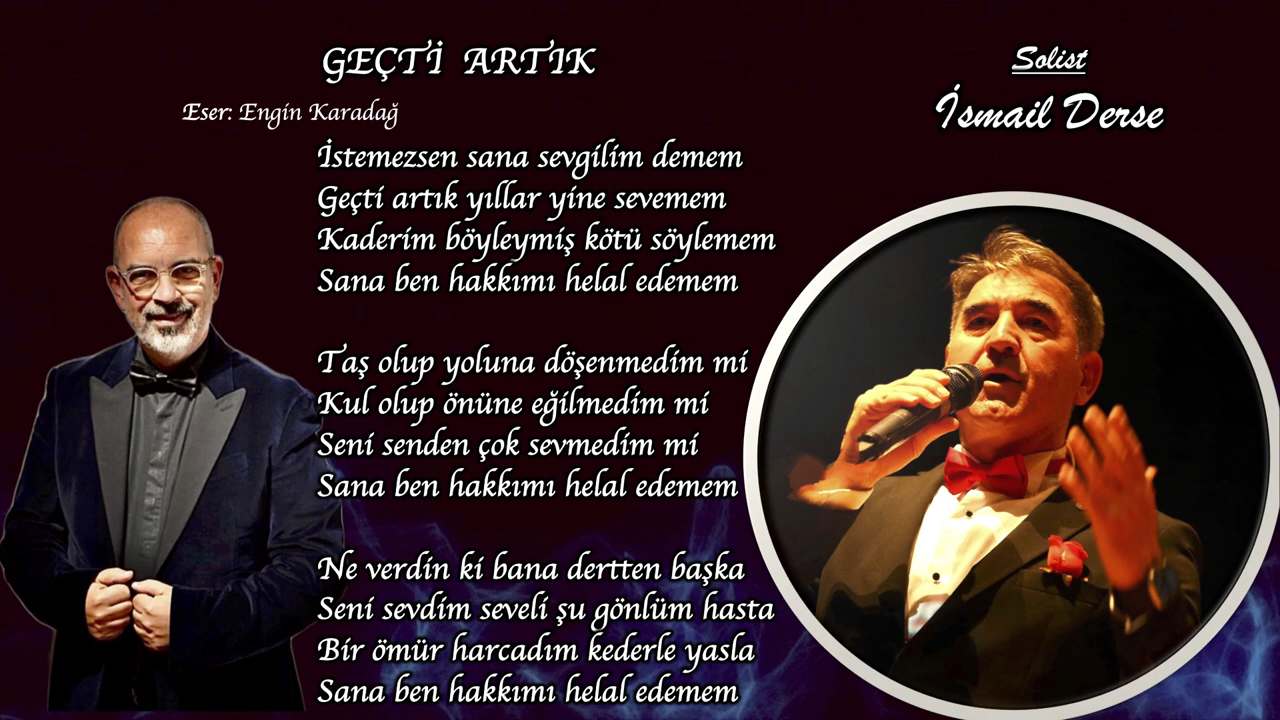 GEÇTİ ARTIK
Eser: Engin Karadağ
İstemezsen sana sevgilim demem
Geçti artık yıllar yine sevemem
Kaderim böyleymiş kötü söylemem
Sana ben hakkımı helal edemem
Taş olup yoluna döşenmedim mi
Kul olup önüne eğilmedim mi
Seni senden çok sevmedim mi
Sana ben hakkımı helal edemem
Ne verdin ki bana dertten başka
Seni sevdim seveli şu gönlüm hasta
Bir ömür harcadım kederle yasla
Sana ben hakkımı helal edemem
Solist
İsmail Derse